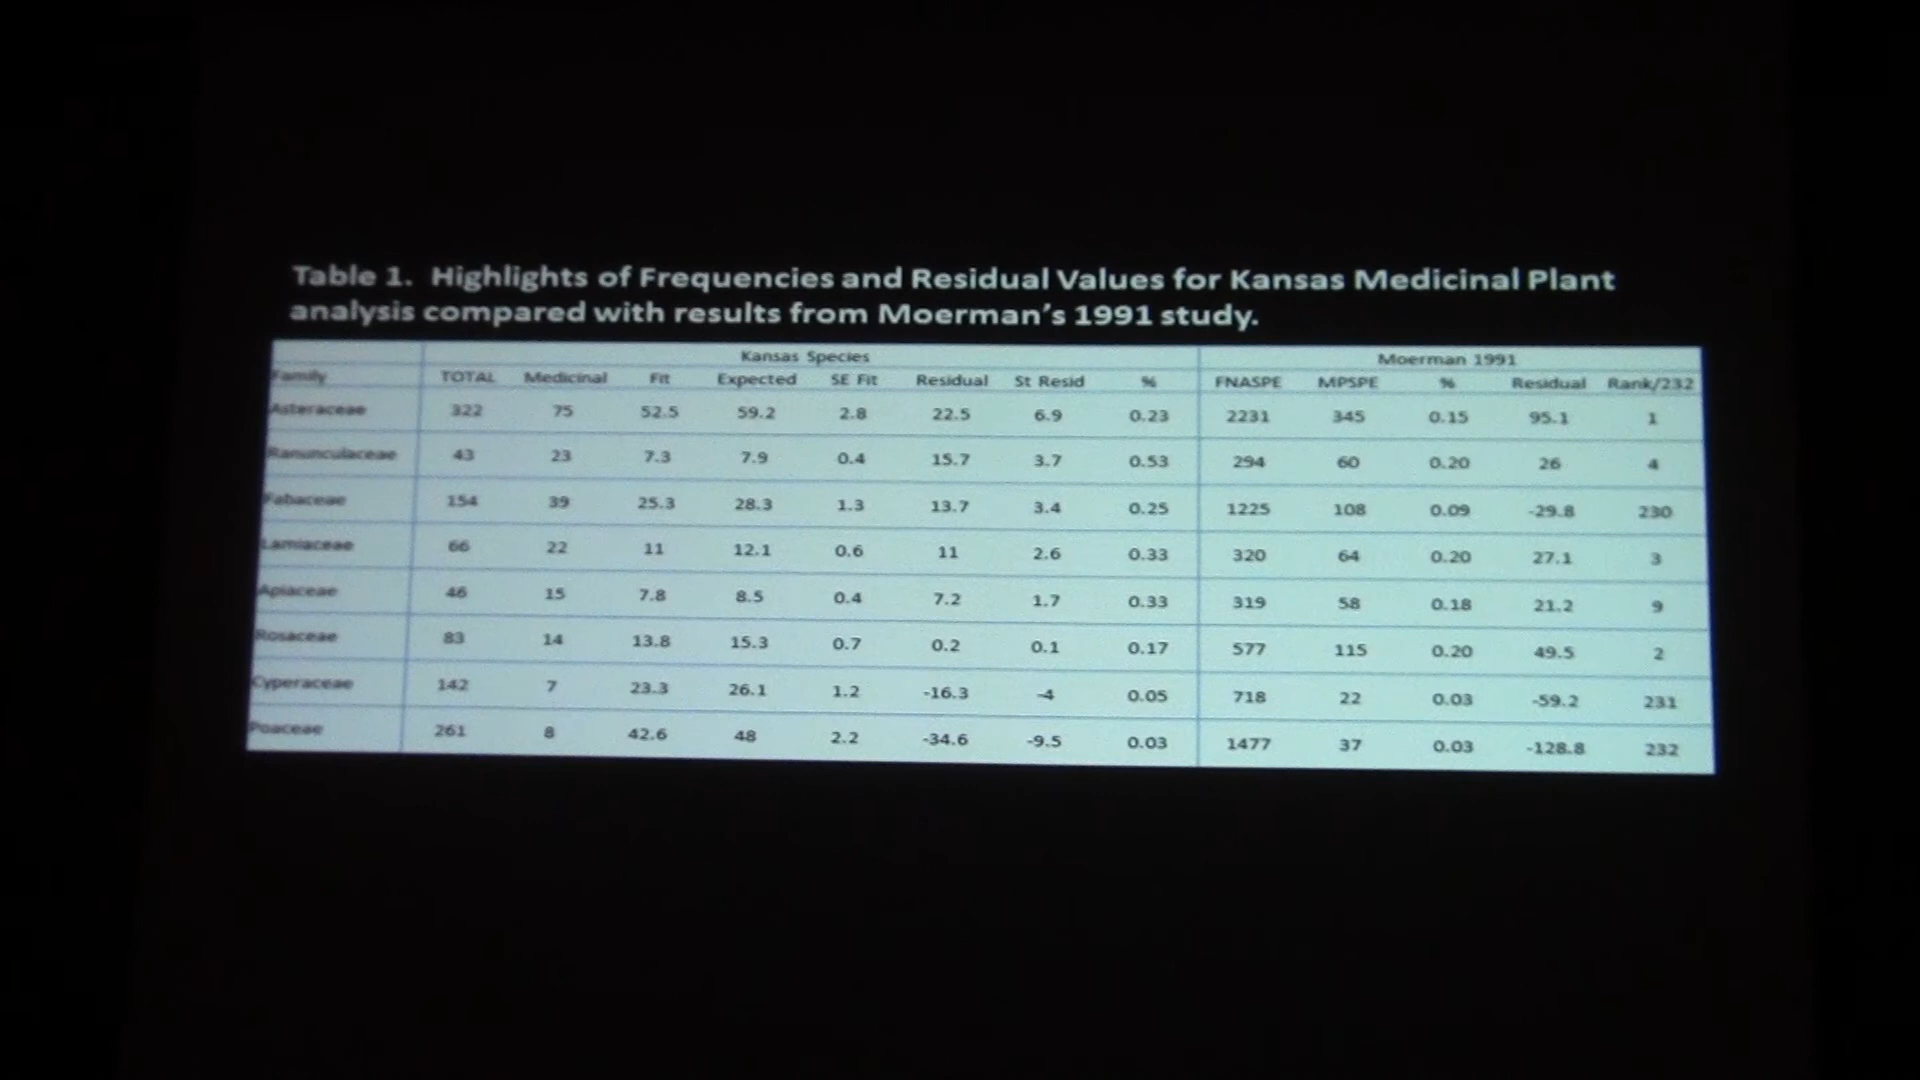 Table 1. Highlights of Frequencies and Residual Values for Kansas Medicinal Plant
analysis compared with results from Moerman's 1991 study.
Kansas Species Moerman 1991
Family TOTAL Medicinal Fit Expected SE Fit Residual St Resid % FNASPE MPSPE % Residual Rank/232
Asteraceae 322 75 52.5 59.2 2.8 22.5 6.9 0.23 2231 345 0.15 95.1 1
Ranunculaceae 43 23 7.3 7.9 0.4 15.7 3.7 0.53 294 60 0.20 26 4
Fabaceae 154 39 25.3 28.3 1.3 13.7 3.4 0.25 1225 108 0.09 -29.8 230
Lamiaceae 66 22 11 12.1 0.6 11 2.6 0.33 320 64 0.20 27.1 3
Apiaceae 46 15 7.8 8.5 0.4 7.2 1.7 0.33 319 58 0.18 21.2 9
Rosaceae 83 14 13.8 15.3 0.7 0.2 0.1 0.17 577 115 0.20 49.5 2
Cyperaceae 142 7 23.3 26.1 1.2 -16.3 -4 0.05 718 22 0.03 -59.2 231
Poaceae 261 8 42.6 48 2.2 -34.6 -9.5 0.03 1477 37 0.03 -128.8 232